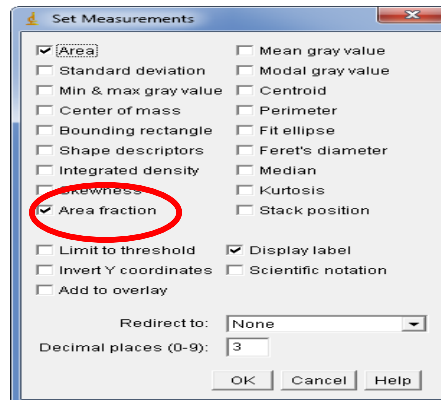 Set Measurements
Area Mean gray value
Standard deviation Modal gray value
Min & max gray value Centroid
Center of mass Perimeter
Bounding rectangle Fit ellipse
Shape descriptors Feret's diameter
Integrated density Median
Skewness Kurtosis
Area fraction Stack position
Limit to threshold Display label
Invert Y coordinates Scientific notation
Add to overlay
Redirect to: None
Decimal places (0-9): 3
OK Cancel Help